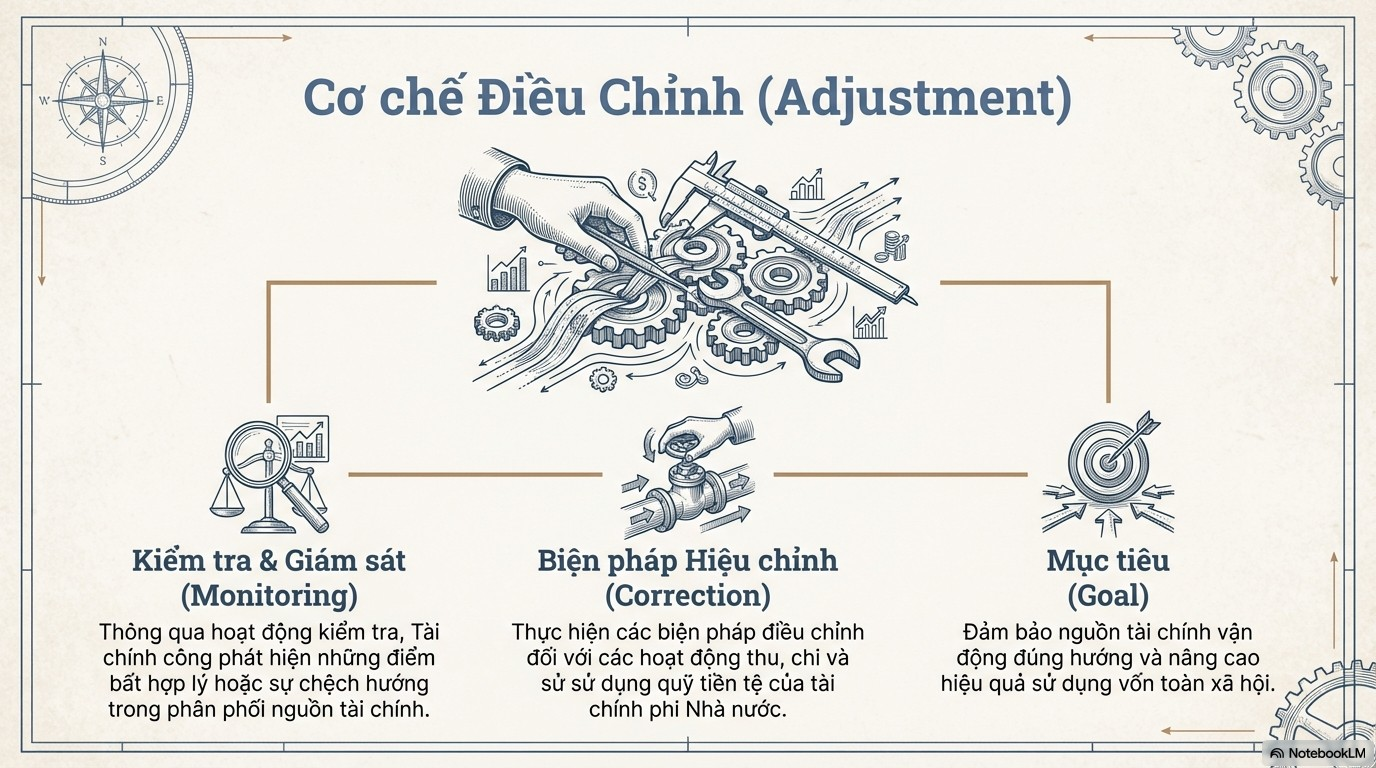 N
W
E
S
Cơ chế Điều Chỉnh (Adjustment)
$
Kiểm tra & Giám sát
(Monitoring)
Thông qua hoạt động kiểm tra, Tài
chính công phát hiện những điểm
bất hợp lý hoặc sự chệch hướng
trong phân phối nguồn tài chính.
Biện pháp Hiệu chỉnh
(Correction)
Thực hiện các biện pháp điều chỉnh
đối với các hoạt động thu, chi và
sử sử dụng quỹ tiền tệ của tài
chính phi Nhà nước.
Mục tiêu
(Goal)
Đảm bảo nguồn tài chính vận
động đúng hướng và nâng cao
hiệu quả sử dụng vốn toàn xã hội.
NotebookLM